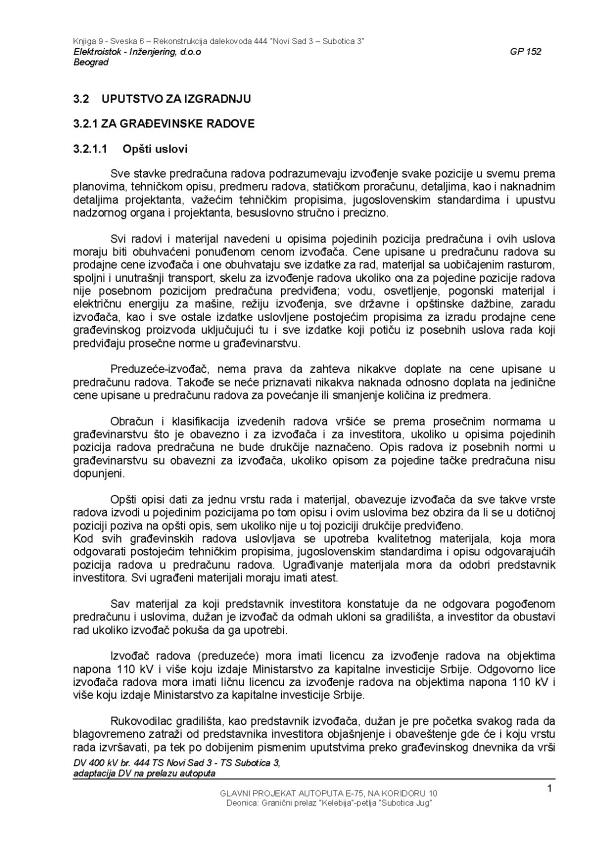 Knjiga 9 - Sveska 6 – Rekonstrukcija dalekovoda 444 "Novi Sad 3 – Subotica 3"
Elektroistok - Inženjering, d.o.o GP 152
Beograd
3.2 UPUTSTVO ZA IZGRADNJU
3.2.1 ZA GRAĐEVINSKE RADOVE
3.2.1.1 Opšti uslovi
Sve stavke predračuna radova podrazumevaju izvođenje svake pozicije u svemu prema
planovima, tehničkom opisu, predmeru radova, statičkom proračunu, detaljima, kao i naknadnim
detaljima projektanta, važećim tehničkim propisima, jugoslovenskim standardima i upustvu
nadzornog organa i projektanta, besuslovno stručno i precizno.
Svi radovi i materijal navedeni u opisima pojedinih pozicija predračuna i ovih uslova
moraju biti obuhvaćeni ponuđenom cenom izvođača. Cene upisane u predračunu radova su
prodajne cene izvođača i one obuhvataju sve izdatke za rad, materijal sa uobičajenim rasturom,
spoljni i unutrašnji transport, skelu za izvođenje radova ukoliko ona za pojedine pozicije radova
nije posebnom pozicijom predračuna predviđena; vodu, osvetljenje, pogonski materijal i
električnu energiju za mašine, režiju izvođenja, sve državne i opštinske dažbine, zaradu
izvođača, kao i sve ostale izdatke uslovljene postojećim propisima za izradu prodajne cene
građevinskog proizvoda uključujući tu i sve izdatke koji potiču iz posebnih uslova rada koji
predviđaju prosečne norme u građevinarstvu.
Preduzeće-izvođač, nema prava da zahteva nikakve doplate na cene upisane u
predračunu radova. Takođe se neće priznavati nikakva naknada odnosno doplata na jedinične
cene upisane u predračunu radova za povećanje ili smanjenje količina iz predmera.
Obračun i klasifikacija izvedenih radova vršiće se prema prosečnim normama u
građevinarstvu što je obavezno i za izvođača i za investitora, ukoliko u opisima pojedinih
pozicija radova predračuna ne bude drukčije naznačeno. Opis radova iz posebnih normi u
građevinarstvu su obavezni za izvođača, ukoliko opisom za pojedine tačke predračuna nisu
dopunjeni.
Opšti opisi dati za jednu vrstu rada i materijal, obavezuje izvođača da sve takve vrste
radova izvodi u pojedinim pozicijama po tom opisu i ovim uslovima bez obzira da li se u dotičnoj
poziciji poziva na opšti opis, sem ukoliko nije u toj poziciji drukčije predviđeno.
Kod svih građevinskih radova uslovljava se upotreba kvalitetnog materijala, koja mora
odgovarati postojećim tehničkim propisima, jugoslovenskim standardima i opisu odgovarajućih
pozicija radova u predračunu radova. Ugrađivanje materijala mora da odobri predstavnik
investitora. Svi ugrađeni materijali moraju imati atest.
Sav materijal za koji predstavnik investitora konstatuje da ne odgovara pogođenom
predračunu i uslovima, dužan je izvođač da odmah ukloni sa gradilišta, a investitor da obustavi
rad ukoliko izvođač pokuša da ga upotrebi.
Izvođač radova (preduzeće) mora imati licencu za izvođenje radova na objektima
napona 110 kV i više koju izdaje Ministarstvo za kapitalne investicije Srbije. Odgovorno lice
izvođača radova mora imati ličnu licencu za izvođenje radova na objektima napona 110 kV i
više koju izdaje Ministarstvo za kapitalne investicije Srbije.
Rukovodilac gradilišta, kao predstavnik izvođača, dužan je pre početka svakog rada da
blagovremeno zatraži od predstavnika investitora objašnjenje i obaveštenje gde će i koju vrstu
rada izvršavati, pa tek po dobijenim pismenim uputstvima preko građevinskog dnevnika da vrši
DV 400 kV br. 444 TS Novi Sad 3 - TS Subotica 3,
adaptacija DV na prelazu autoputa
1
GLAVNI PROJEKAT AUTOPUTA E-75, NA KORIDORU 10
Deonica: Granični prelaz "Kelebija"-petlja "Subotica Jug"